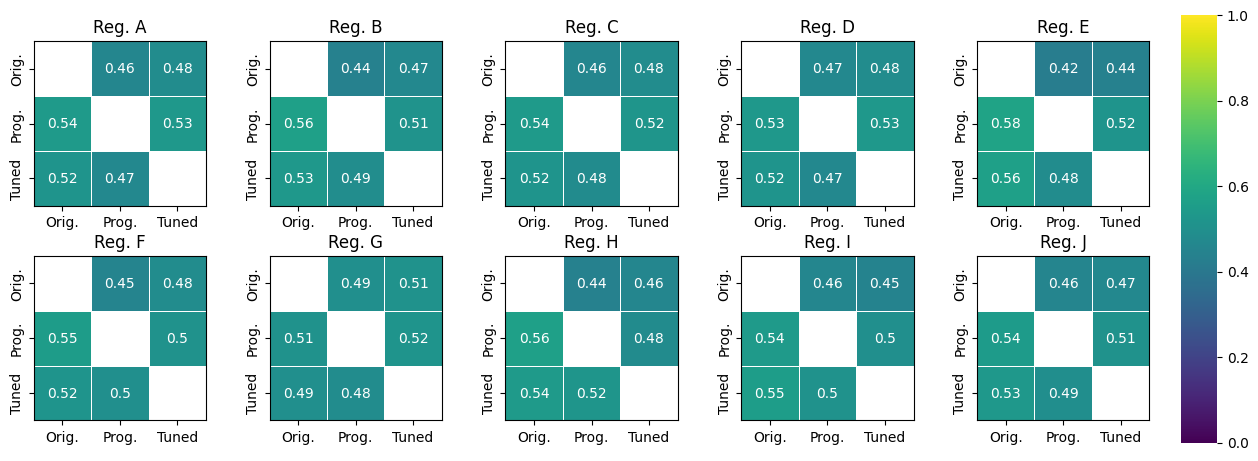 Reg. A
Reg. B
Reg. C
Reg. D
Reg. E
Orig. 0.46 0.48
Prog. 0.54 0.53
Tuned 0.52 0.47
Orig. Prog. Tuned
Orig. 0.44 0.47
Prog. 0.56 0.51
Tuned 0.53 0.49
Orig. Prog. Tuned
Orig. 0.46 0.48
Prog. 0.54 0.52
Tuned 0.52 0.48
Orig. Prog. Tuned
Orig. 0.47 0.48
Prog. 0.53 0.53
Tuned 0.52 0.47
Orig. Prog. Tuned
Orig. 0.42 0.44
Prog. 0.58 0.52
Tuned 0.56 0.48
Orig. Prog. Tuned
Reg. F
Reg. G
Reg. H
Reg. I
Reg. J
Orig. 0.45 0.48
Prog. 0.55 0.5
Tuned 0.52 0.5
Orig. Prog. Tuned
Orig. 0.49 0.51
Prog. 0.51 0.52
Tuned 0.49 0.48
Orig. Prog. Tuned
Orig. 0.44 0.46
Prog. 0.56 0.48
Tuned 0.54 0.52
Orig. Prog. Tuned
Orig. 0.46 0.45
Prog. 0.54 0.5
Tuned 0.55 0.5
Orig. Prog. Tuned
Orig. 0.46 0.47
Prog. 0.54 0.51
Tuned 0.53 0.49
Orig. Prog. Tuned
1.0
0.8
0.6
0.4
0.2
0.0